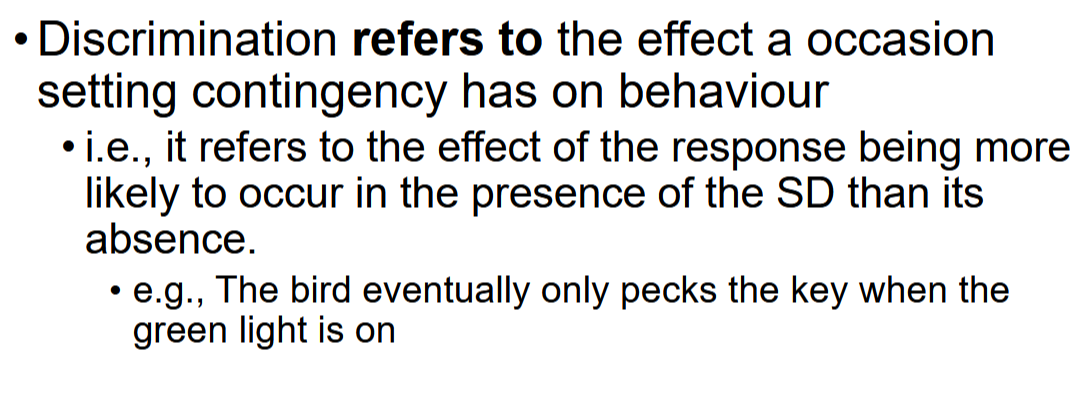 • Discrimination refers to the effect a occasion
setting contingency has on behaviour
• i.e., it refers to the effect of the response being more
likely to occur in the presence of the SD than its
absence.
• e.g., The bird eventually only pecks the key when the
green light is on